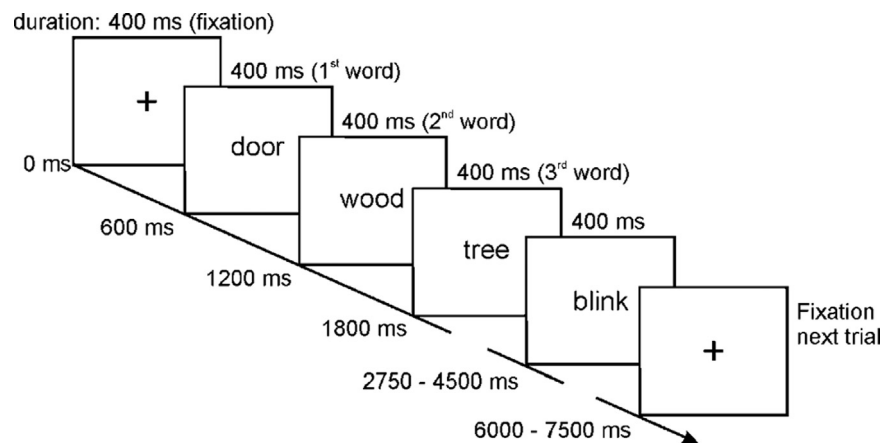 duration: 400 ms (fixation)
+
400 ms (1st word)
door
400 ms (2nd word)
wood
400 ms (3rd word)
tree
400 ms
blink
+
Fixation
next trial
0 ms
600 ms
1200 ms
1800 ms
2750 - 4500 ms
6000 - 7500 ms